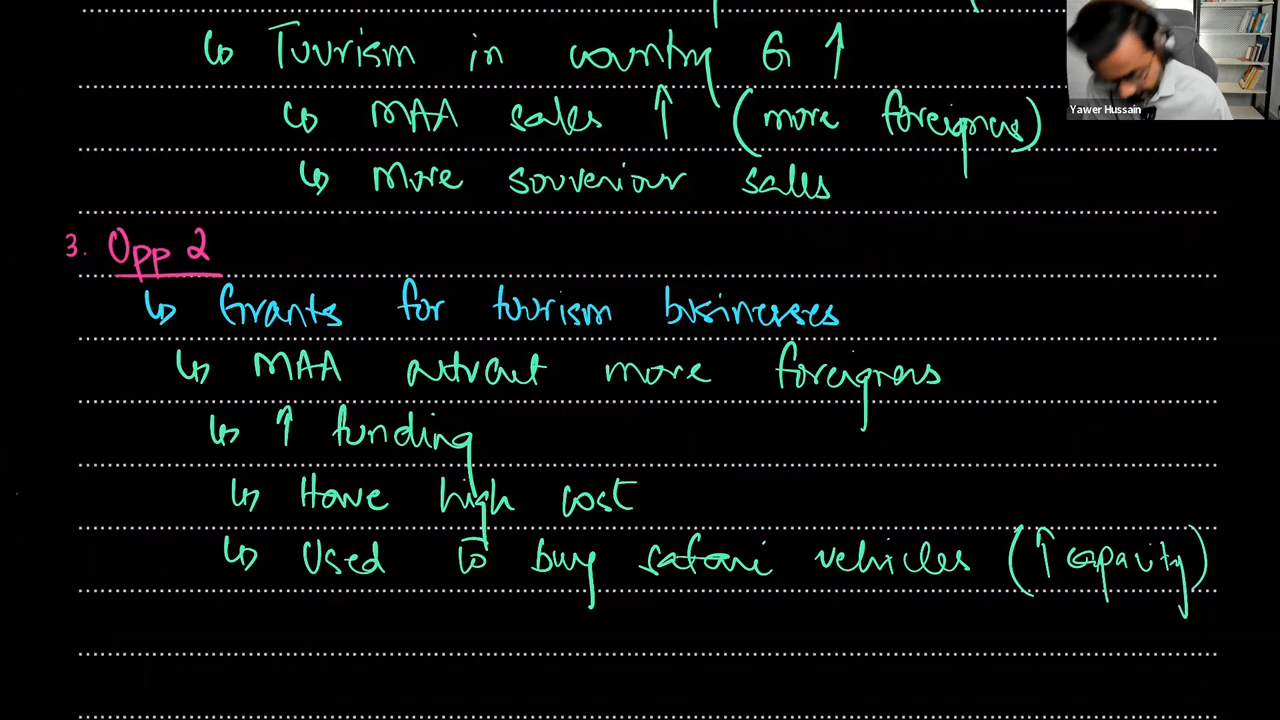 ↳ Tourism in country G ↑
Yawer Hussain
↳ MAA sales ↑ (more foreigners)
↳ More souveriour sales
3. Opp 2
↳ Grants for tourism businesses
↳ MAA attract more foreigners
↳ ↑ funding
↳ Have high cost
↳ Used to buy safari vehicles (↑ capacity)